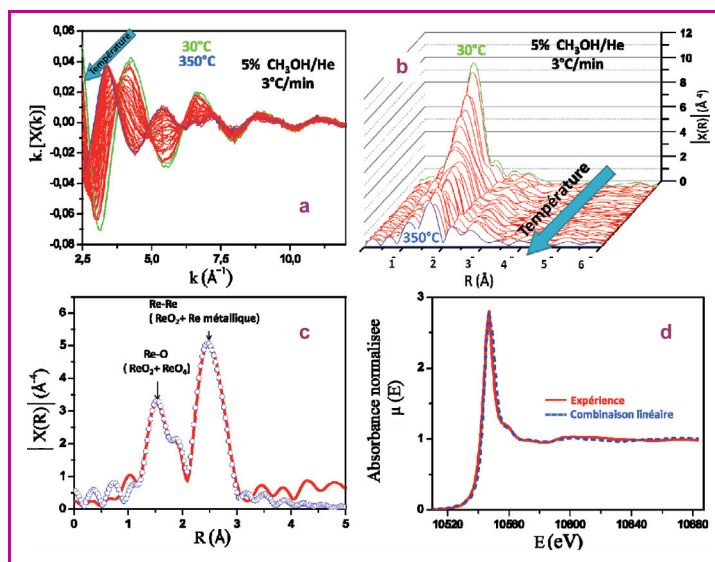 0,06
0,04
0,02
0,00
-0,02
-0,04
-0,06
0,08
2,5
5,0
7,5
10,0
k.[X(k)]
k (Å⁻¹)
Température
30°C
350°C
5% CH₃OH/He
3°C/min
a
b
30°C
5% CH₃OH/He
3°C/min
12
10
8
6
4
2
0
|X(R)| (Å⁻⁴)
Température
350°C
1
2
3
4
5
6
R (Å)
6
5
4
3
2
1
0
|X(R)| (Å⁻⁴)
Re-Re
( ReO₂+ Re métallique)
c
Re-O
( ReO₂+ ReO₄)
0
1
2
3
4
5
R (Å)
3
2
1
0
Absorbance normalisee
μ (E)
d
Expérience
Combinaison linéaire
10520
10560
10600
10640
10680
E (eV)